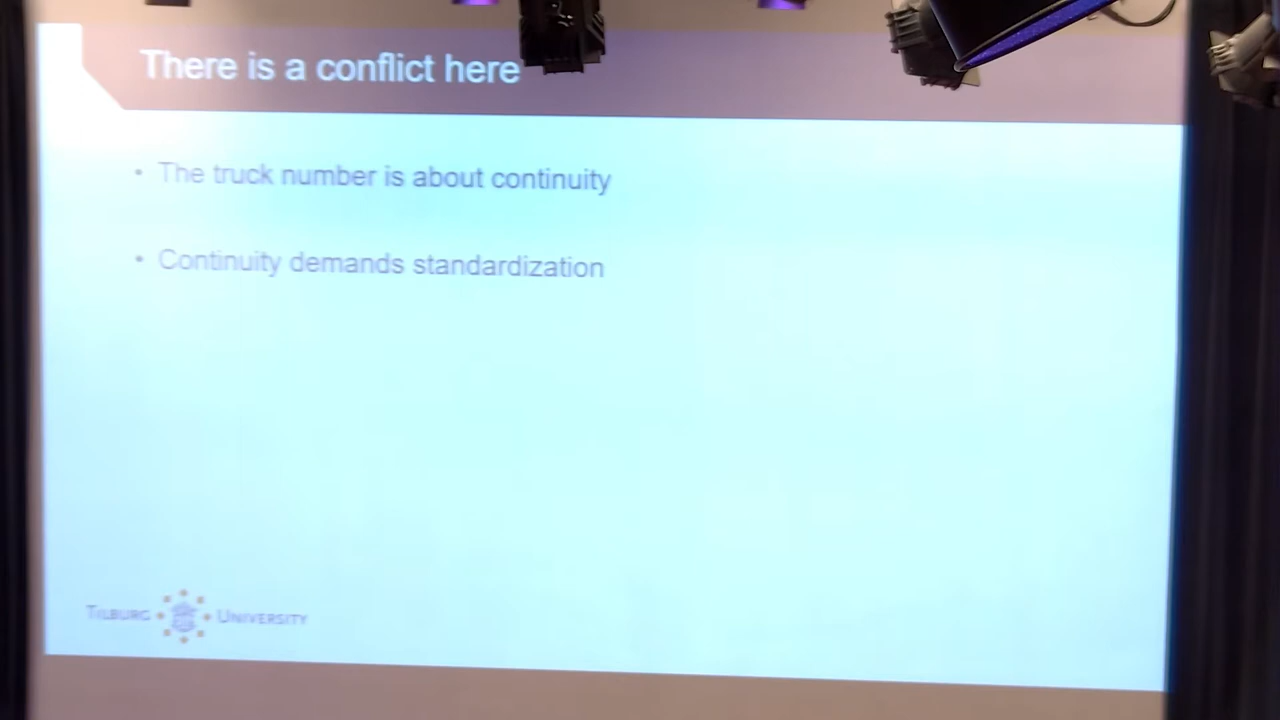 There is a conflict here
• The truck number is about continuity
• Continuity demands standardization
TILBURG UNIVERSITY